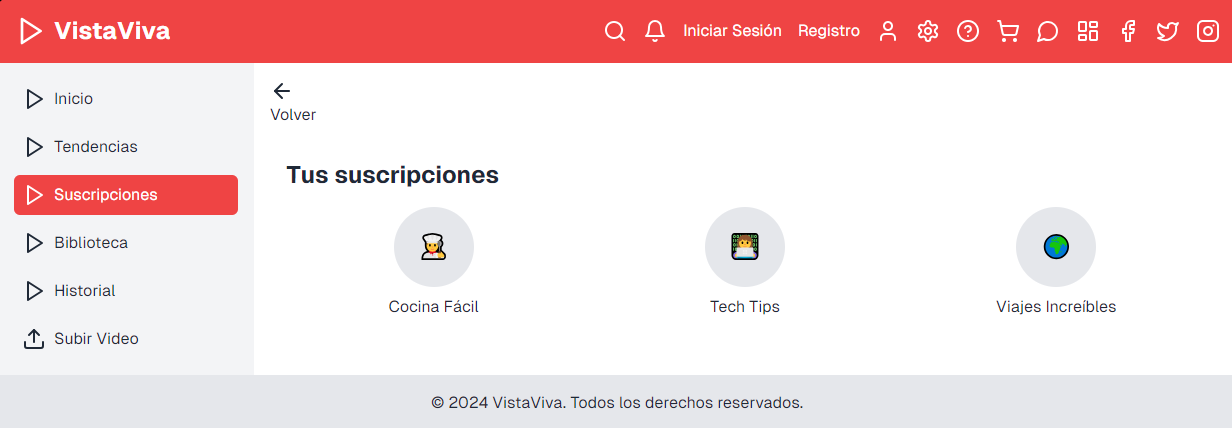 VistaViva
Iniciar Sesión
Registro
Inicio
Tendencias
Suscripciones
Biblioteca
Historial
Subir Video
Volver
Tus suscripciones
Cocina Fácil
Tech Tips
Viajes Increíbles
© 2024 VistaViva. Todos los derechos reservados.